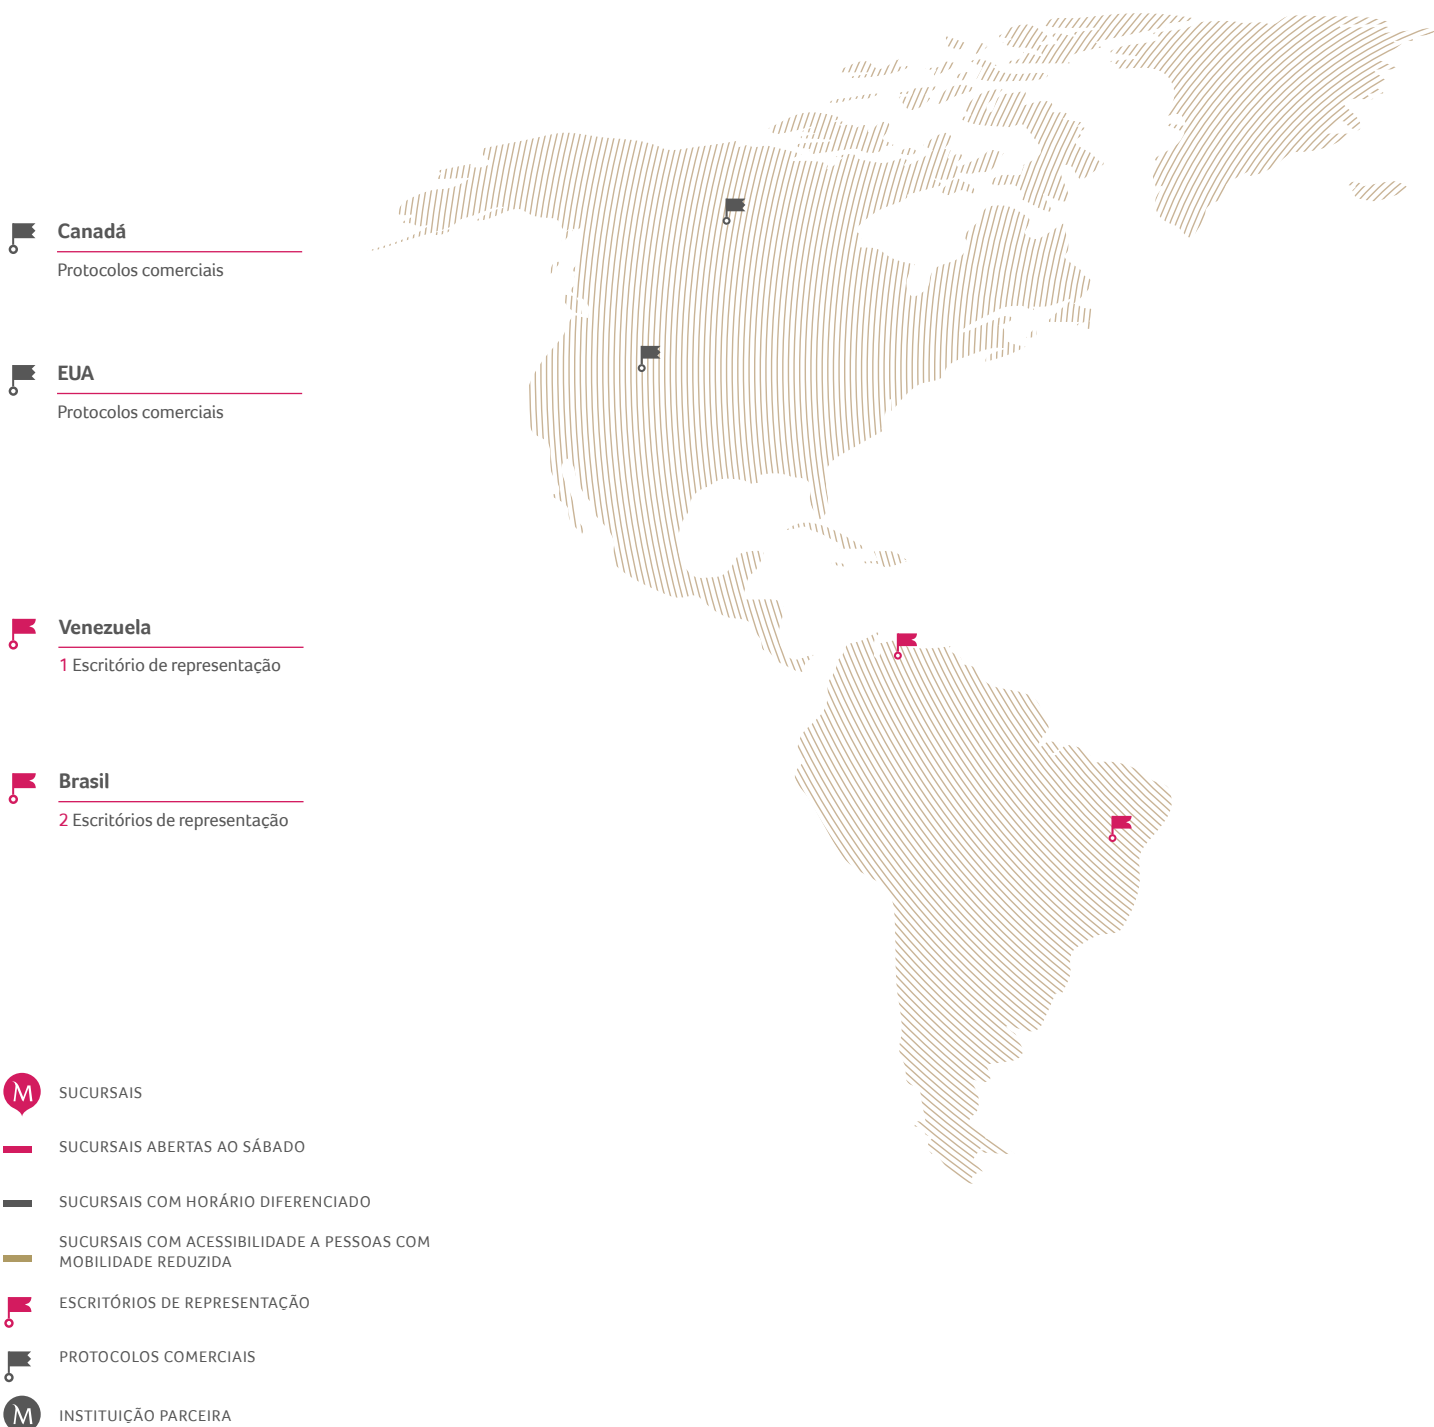 Canadá
Protocolos comerciais
EUA
Protocolos comerciais
Venezuela
1 Escritório de representação
Brasil
2 Escritórios de representação
M SUCURSAIS
SUCURSAIS ABERTAS AO SÁBADO
SUCURSAIS COM HORÁRIO DIFERENCIADO
SUCURSAIS COM ACESSIBILIDADE A PESSOAS COM
MOBILIDADE REDUZIDA
ESCRITÓRIOS DE REPRESENTAÇÃO
PROTOCOLOS COMERCIAIS
M INSTITUIÇÃO PARCEIRA